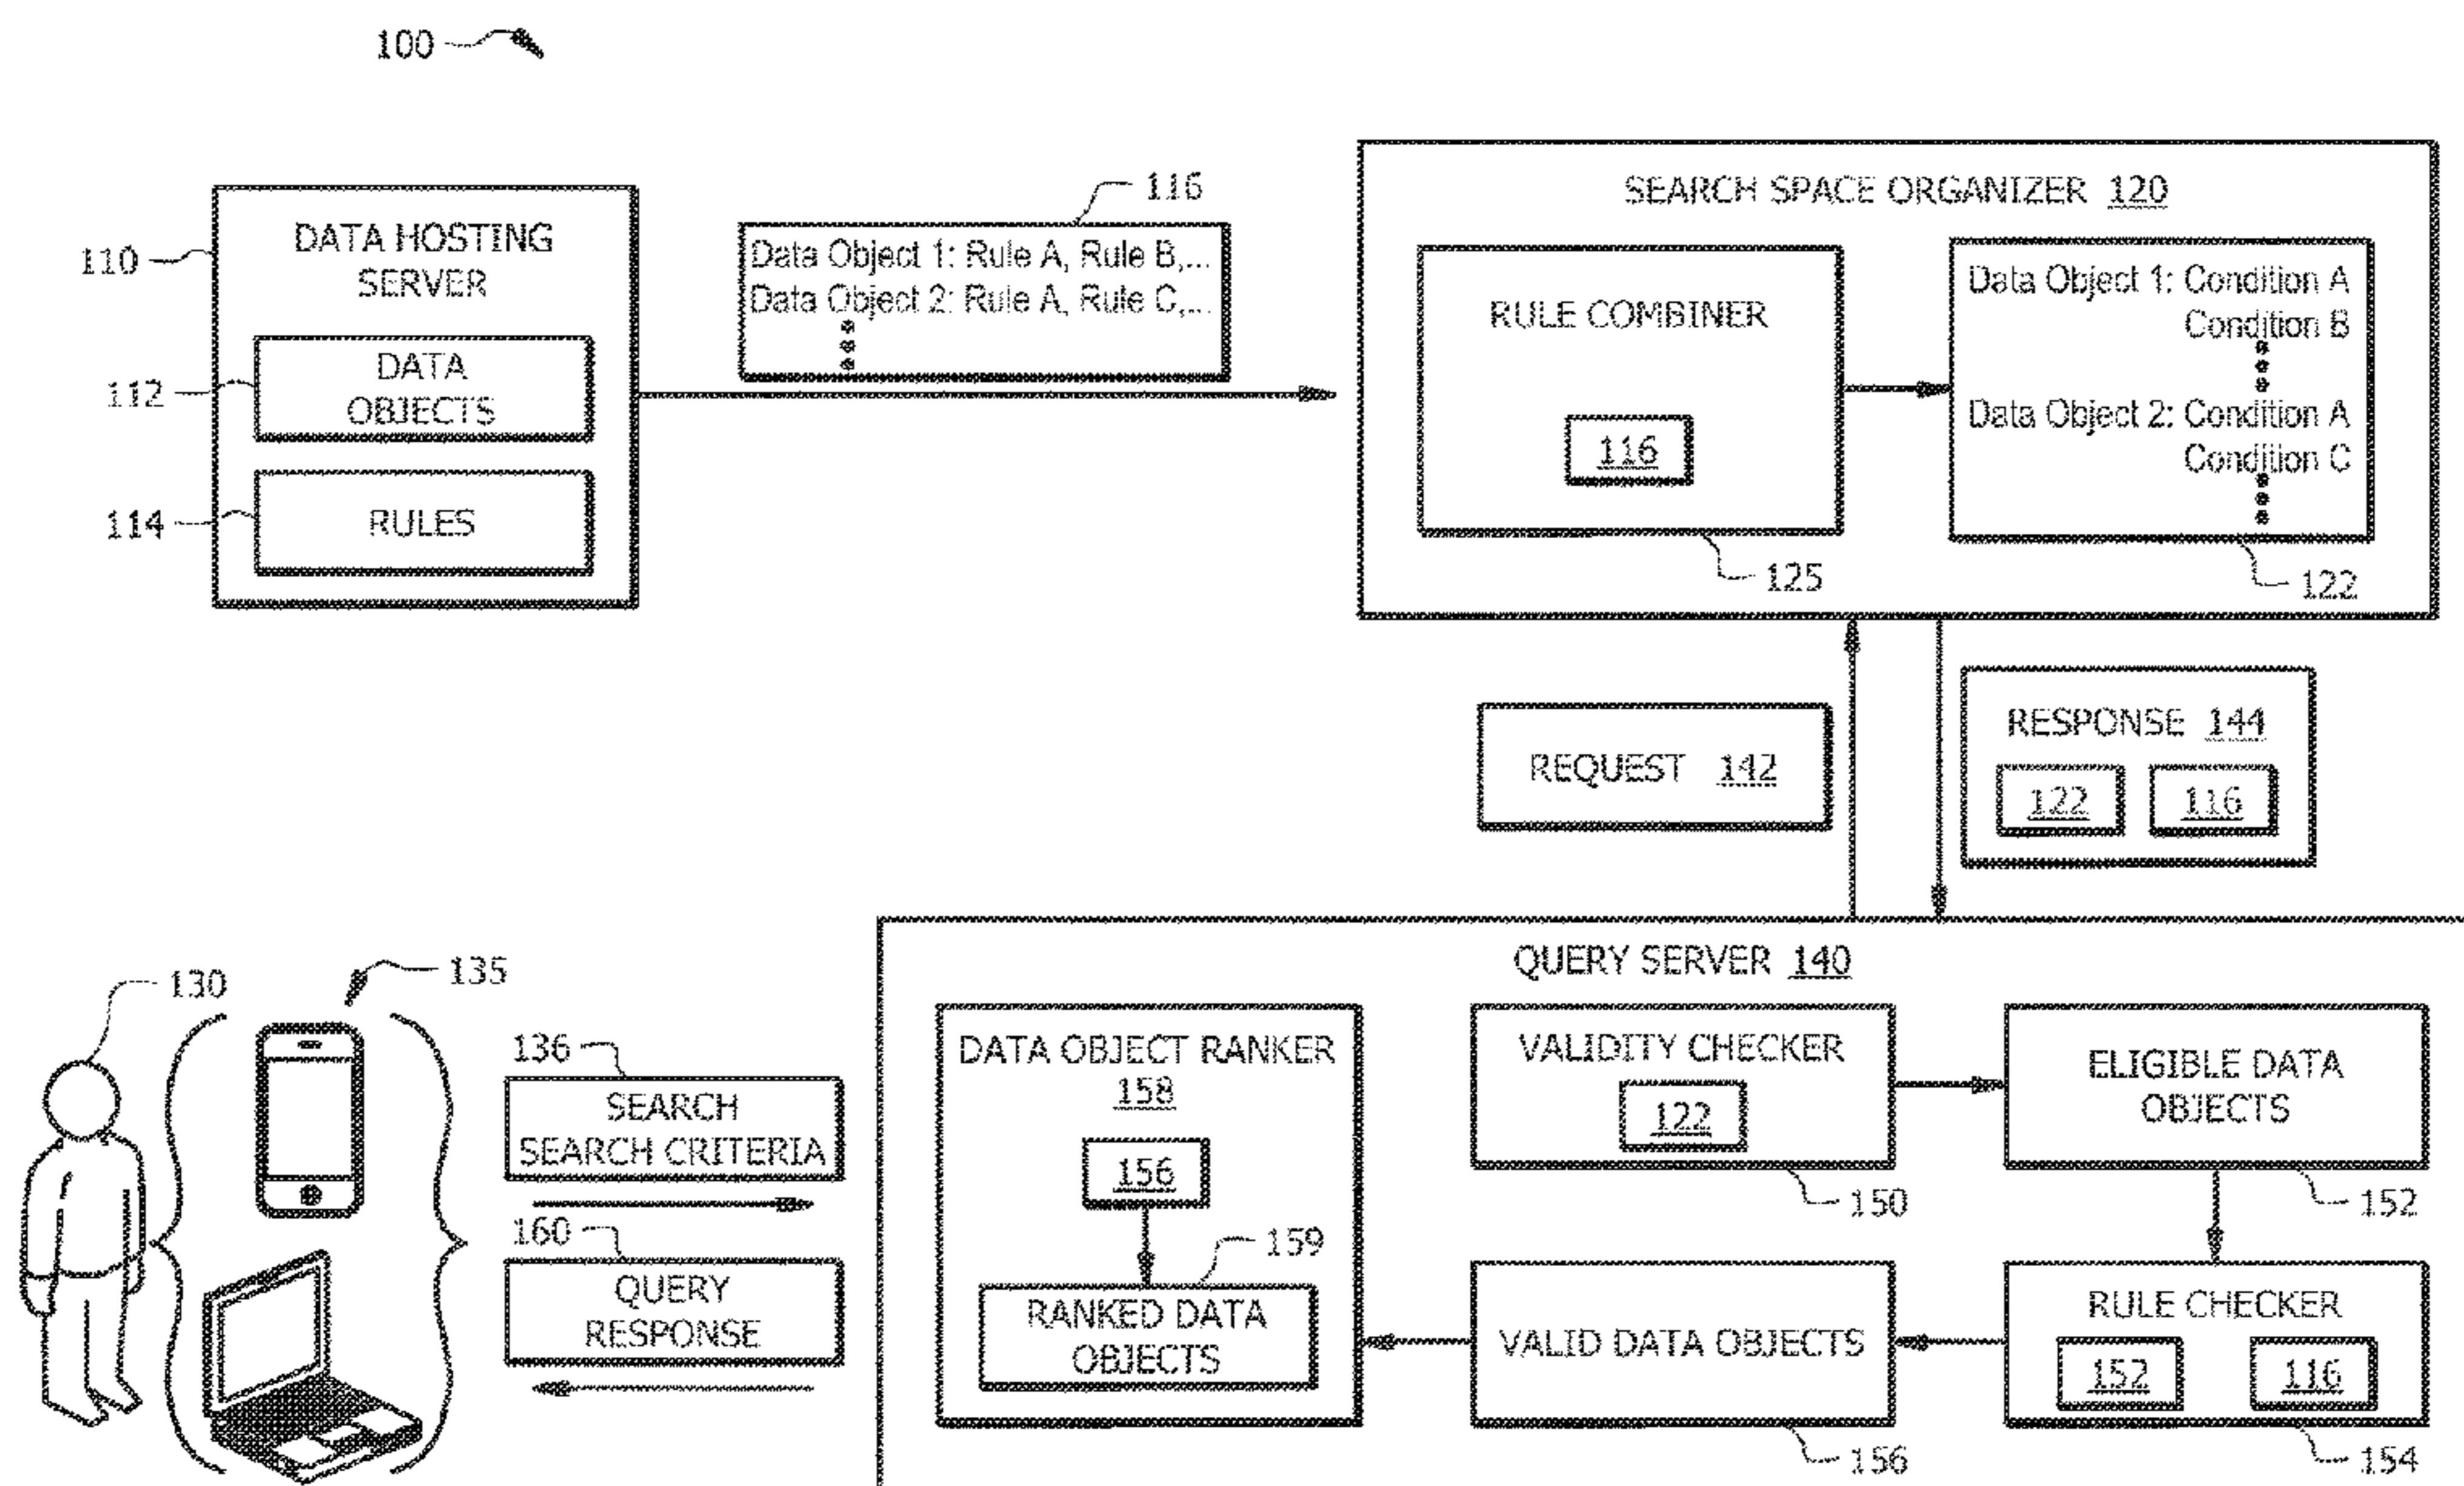 100
110
DATA HOSTING
SERVER
112
DATA
OBJECTS
114
RULES
116
Data Object 1: Rule A, Rule B,...
Data Object 2: Rule A, Rule C,...
SEARCH SPACE ORGANIZER 120
RULE COMBINER
116
125
Data Object 1: Condition A
Condition B
Data Object 2: Condition A
Condition C
122
REQUEST 142
RESPONSE 144
122 116
130
135
136
SEARCH
SEARCH CRITERIA
160
QUERY
RESPONSE
QUERY SERVER 140
DATA OBJECT RANKER
158
156
159
RANKED DATA
OBJECTS
VALIDITY CHECKER
122
150
ELIGIBLE DATA
OBJECTS
152
VALID DATA OBJECTS
156
RULE CHECKER
152 116
154